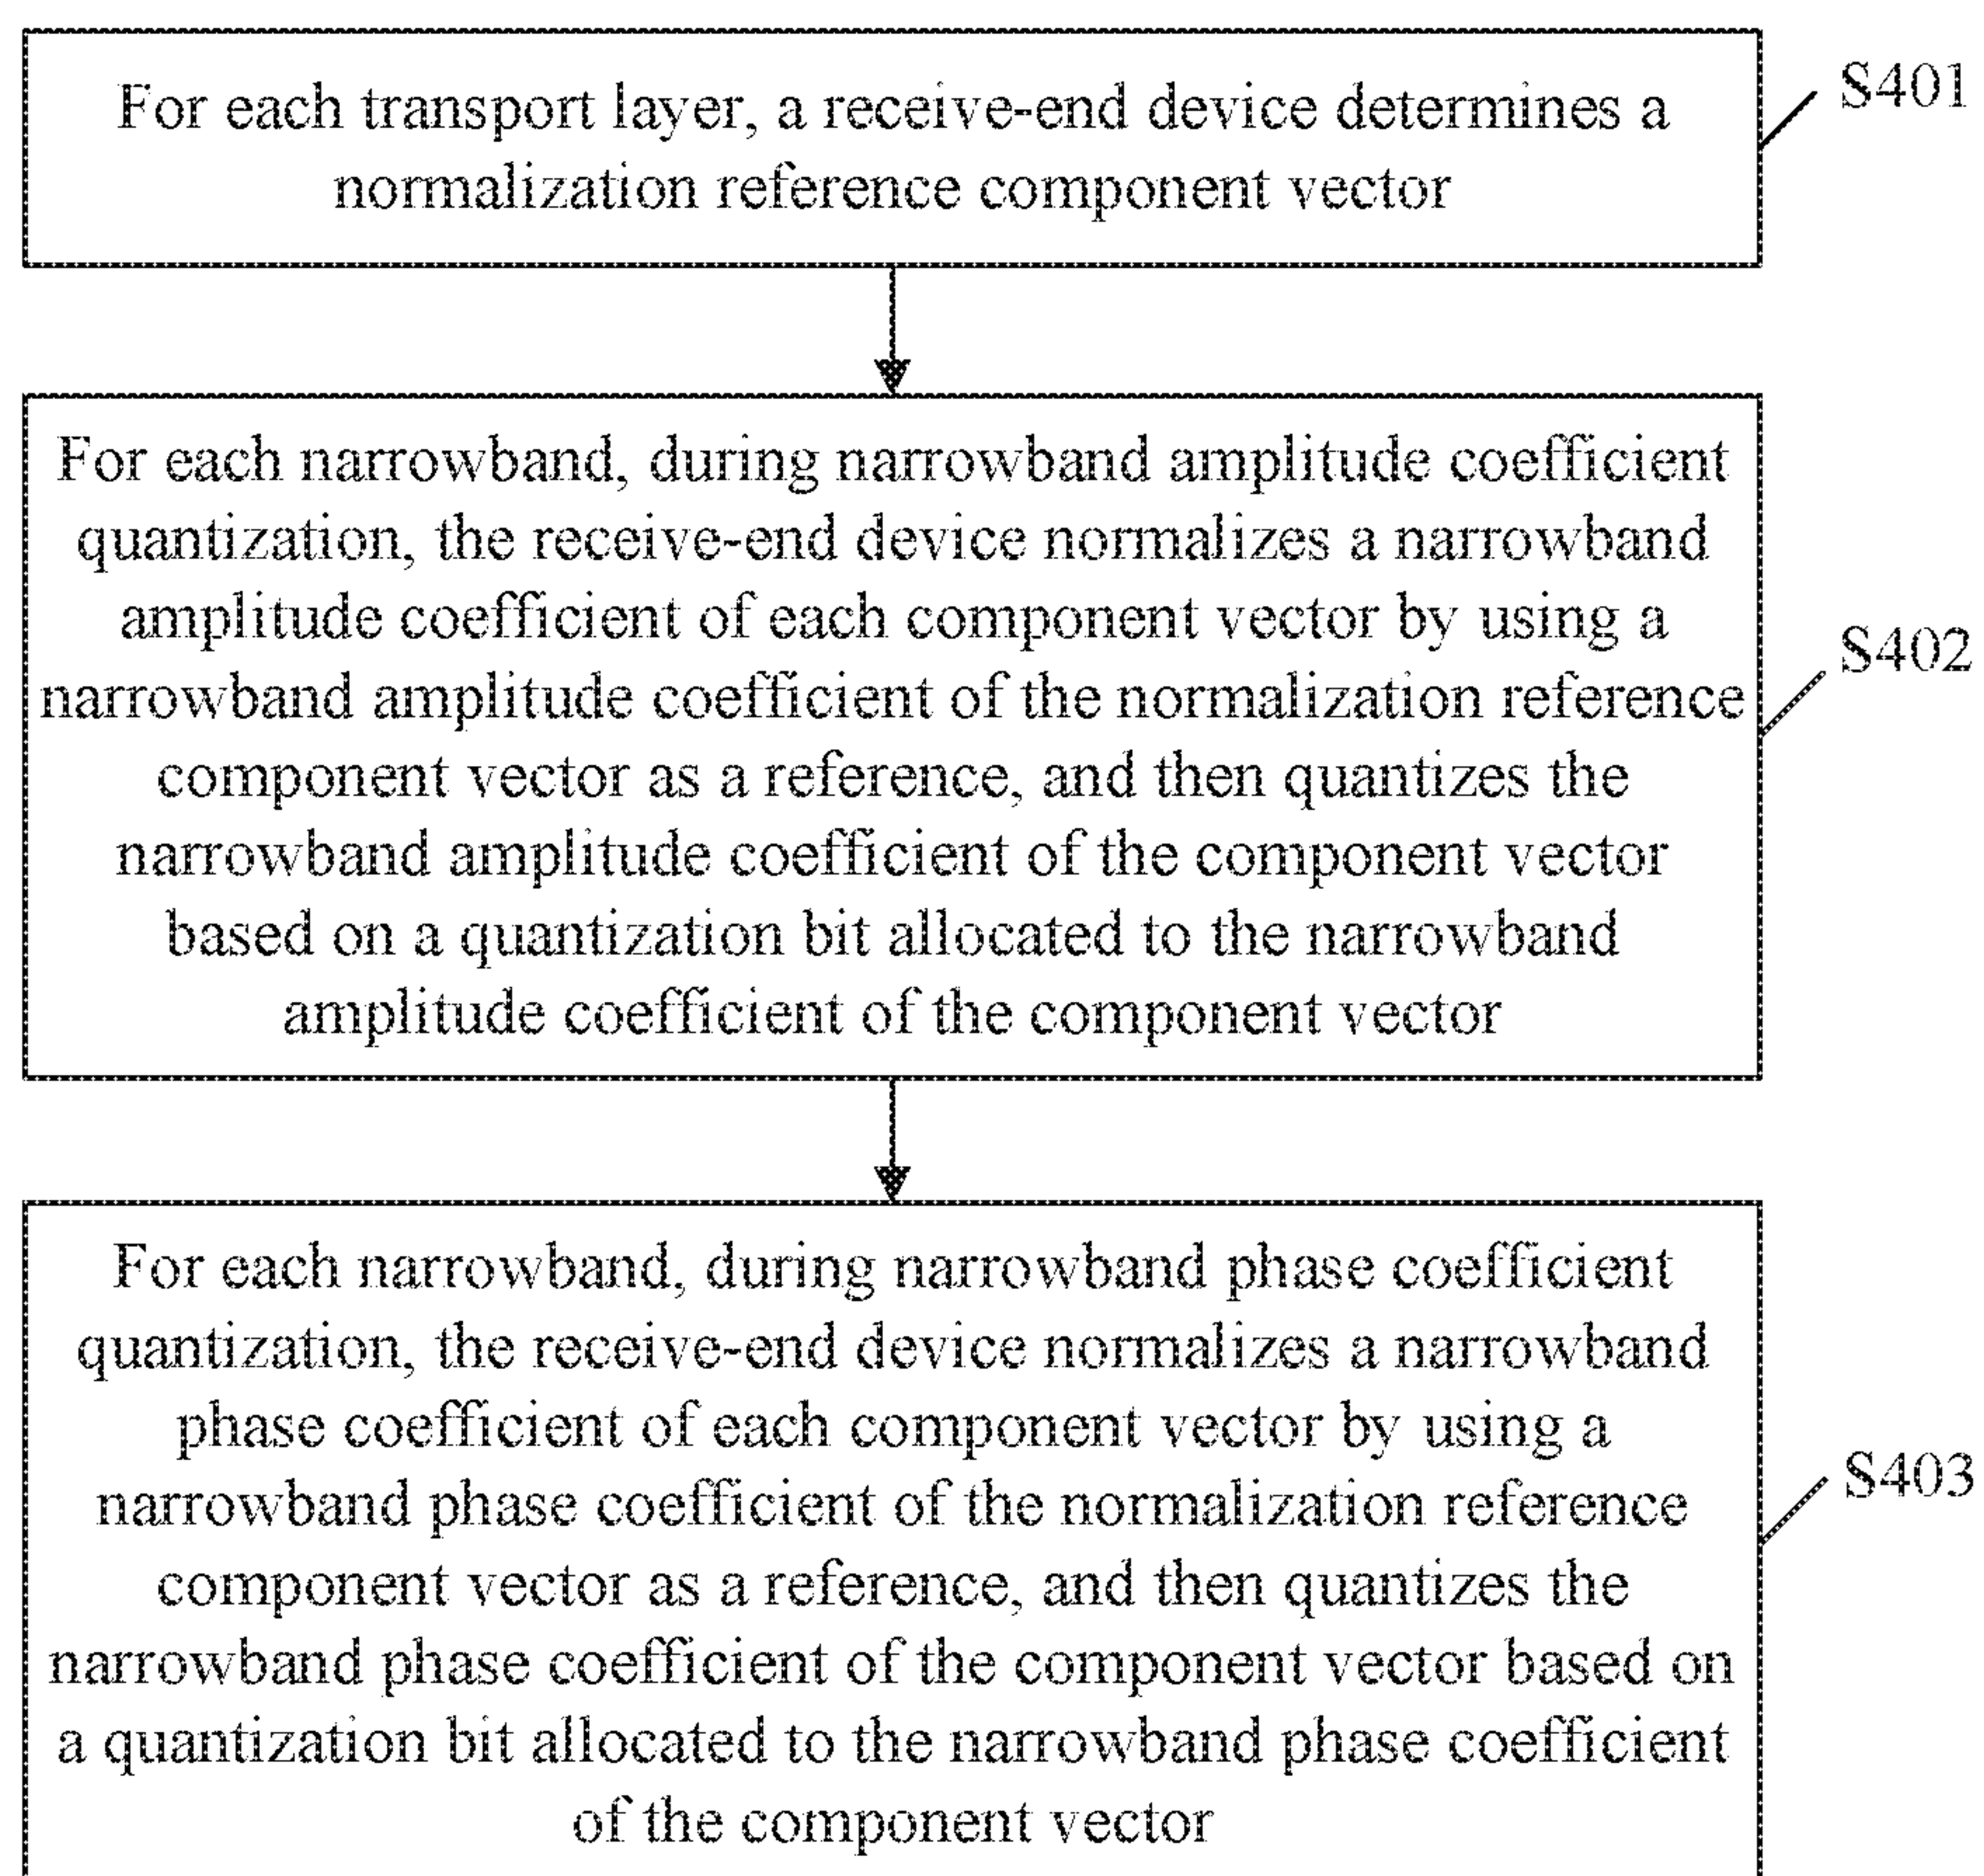 For each transport layer, a receive-end device determines a
normalization reference component vector
S401
For each narrowband, during narrowband amplitude coefficient
quantization, the receive-end device normalizes a narrowband
amplitude coefficient of each component vector by using a
narrowband amplitude coefficient of the normalization reference
component vector as a reference, and then quantizes the
narrowband amplitude coefficient of the component vector
based on a quantization bit allocated to the narrowband
amplitude coefficient of the component vector
S402
For each narrowband, during narrowband phase coefficient
quantization, the receive-end device normalizes a narrowband
phase coefficient of each component vector by using a
narrowband phase coefficient of the normalization reference
component vector as a reference, and then quantizes the
narrowband phase coefficient of the component vector based on
a quantization bit allocated to the narrowband phase coefficient
of the component vector
S403